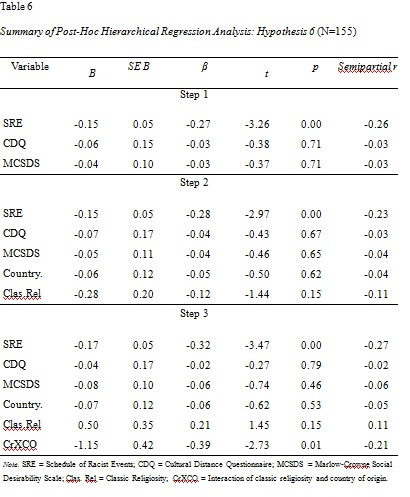 Table 6
Summary of Post-Hoc Hierarchical Regression Analysis: Hypothesis 6 (N=155)
Variable B SE B β t p Semipartial r
Step 1
SRE -0.15 0.05 -0.27 -3.26 0.00 -0.26
CDQ -0.06 0.15 -0.03 -0.38 0.71 -0.03
MCSDS -0.04 0.10 -0.03 -0.37 0.71 -0.03
Step 2
SRE -0.15 0.05 -0.28 -2.97 0.00 -0.23
CDQ -0.07 0.17 -0.04 -0.43 0.67 -0.03
MCSDS -0.05 0.11 -0.04 -0.46 0.65 -0.04
Country. -0.06 0.12 -0.05 -0.50 0.62 -0.04
Clas.Rel -0.28 0.20 -0.12 -1.44 0.15 -0.11
Step 3
SRE -0.17 0.05 -0.32 -3.47 0.00 -0.27
CDQ -0.04 0.17 -0.02 -0.27 0.79 -0.02
MCSDS -0.08 0.10 -0.06 -0.74 0.46 -0.06
Country. -0.07 0.12 -0.06 -0.62 0.53 -0.05
Clas.Rel 0.50 0.35 0.21 1.45 0.15 0.11
CrXCO -1.15 0.42 -0.39 -2.73 0.01 -0.21
Note. SRE = Schedule of Racist Events; CDQ = Cultural Distance Questionnaire; MCSDS = Marlow-Crowne Social
Desirability Scale; Clas. Rel = Classic Religiosity; CrXCO = Interaction of classic religiosity and country of origin.